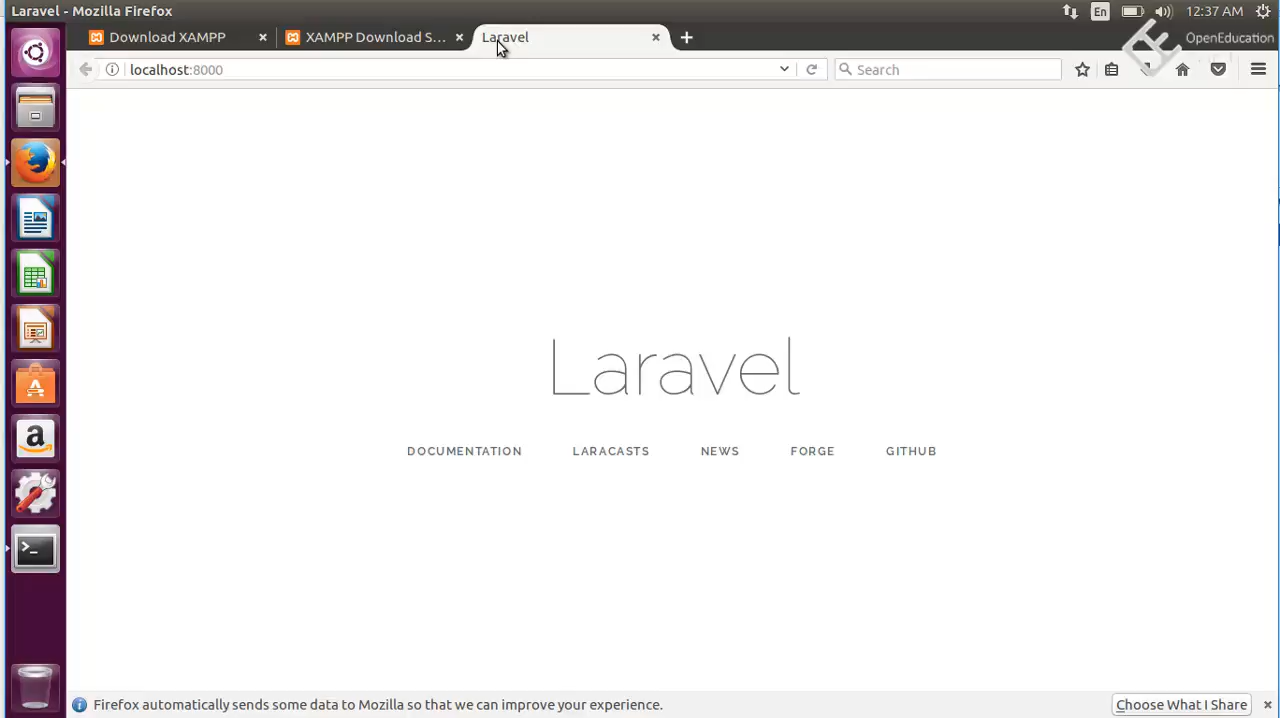 Laravel - Mozilla Firefox
En
12:37 AM
Download XAMPP
XAMPP Download S...
Laravel
OpenEducation
localhost:8000
Search
Laravel
DOCUMENTATION
LARACASTS
NEWS
FORGE
GITHUB
Firefox automatically sends some data to Mozilla so that we can improve your experience.
Choose What I Share